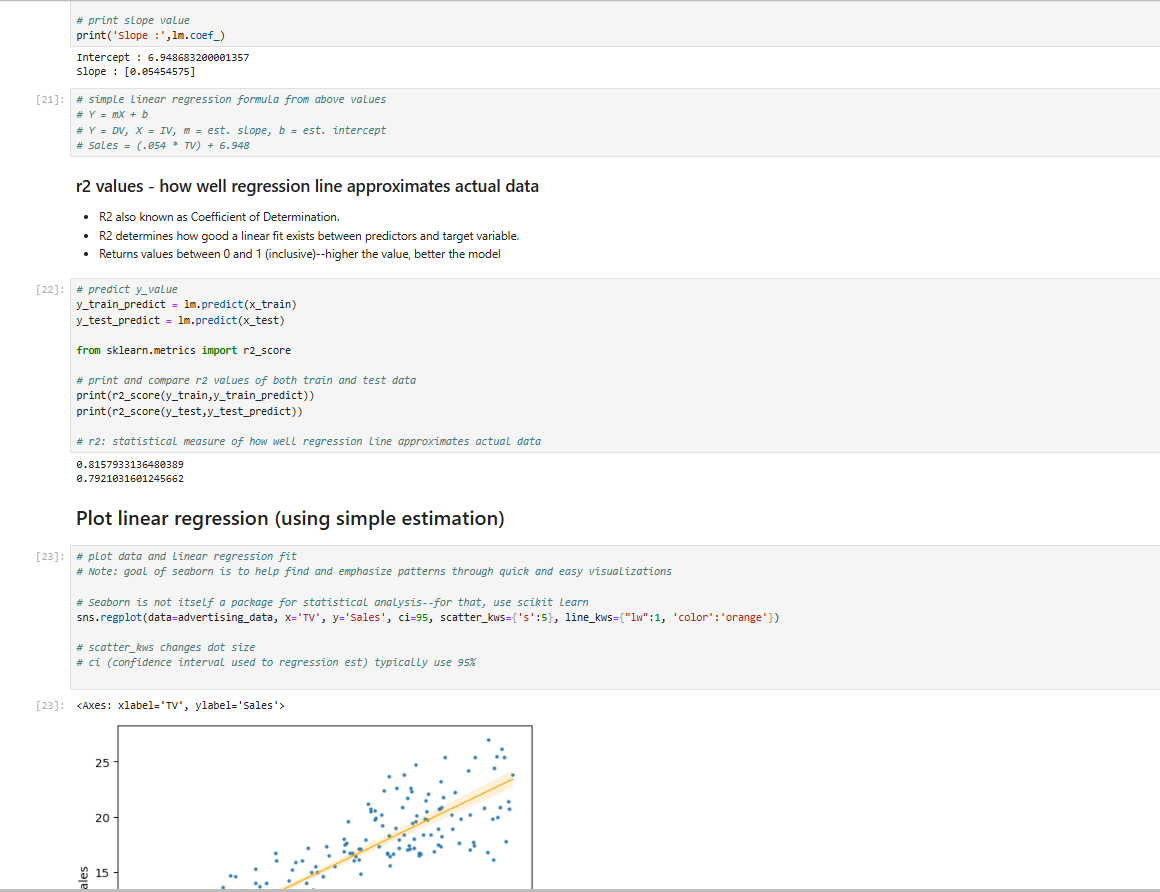 # print slope value
print('Slope :',lm.coef_)
Intercept : 6.948683200001357
Slope : [0.05454575]
[21]: # simple linear regression formula from above values
# Y = mX + b
# Y = DV, X = IV, m = est. slope, b = est. intercept
# Sales = (.054 * TV) + 6.948
r2 values - how well regression line approximates actual data
• R2 also known as Coefficient of Determination.
• R2 determines how good a linear fit exists between predictors and target variable.
• Returns values between 0 and 1 (inclusive)--higher the value, better the model
[22]: # predict y_value
y_train_predict = lm.predict(x_train)
y_test_predict = lm.predict(x_test)
from sklearn.metrics import r2_score
# print and compare r2 values of both train and test data
print(r2_score(y_train,y_train_predict))
print(r2_score(y_test,y_test_predict))
# r2: statistical measure of how well regression line approximates actual data
0.8157933136480389
0.7921031601245662
Plot linear regression (using simple estimation)
[23]: # plot data and linear regression fit
# Note: goal of seaborn is to help find and emphasize patterns through quick and easy visualizations
# Seaborn is not itself a package for statistical analysis--for that, use scikit learn
sns.regplot(data=advertising_data, x='TV', y='Sales', ci=95, scatter_kws={'s':5}, line_kws={"lw":1, 'color':'orange'})
# scatter_kws changes dot size
# ci (confidence interval used to regression est) typically use 95%
[23]: <Axes: xlabel='TV', ylabel='Sales'>
25
20
15
ales